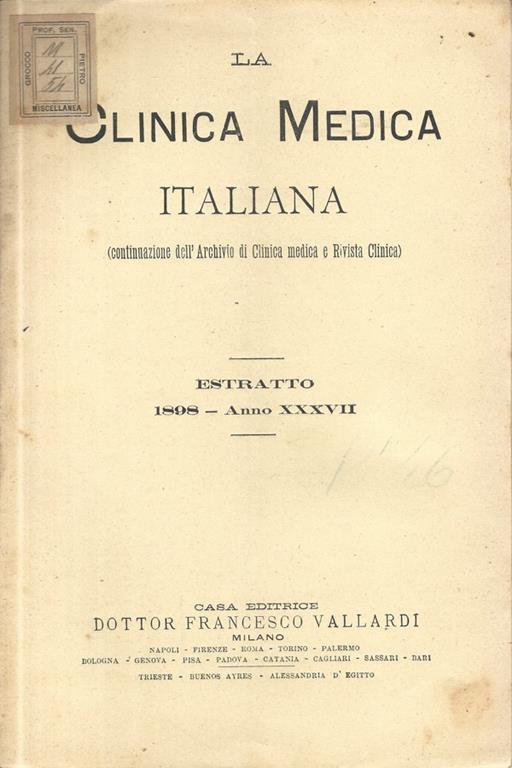 PROF. SEN.
GROCCO
PIETRO
M
41
54
MISCELLANEA
LA
CLINICA MEDICA
ITALIANA
(continuazione dell' Archivio di Clinica medica e Rivista Clinica)
ESTRATTO
1898 — Anno XXXVII
CASA EDITRICE
DOTTOR FRANCESCO VALLARDI
MILANO
NAPOLI - FIRENZE - ROMA - TORINO - PALERMO
BOLOGNA - GENOVA - PISA - PADOVA - CATANIA - CAGLIARI - SASSARI - BARI
TRIESTE - BUENOS AYRES - ALESSANDRIA D' EGITTO